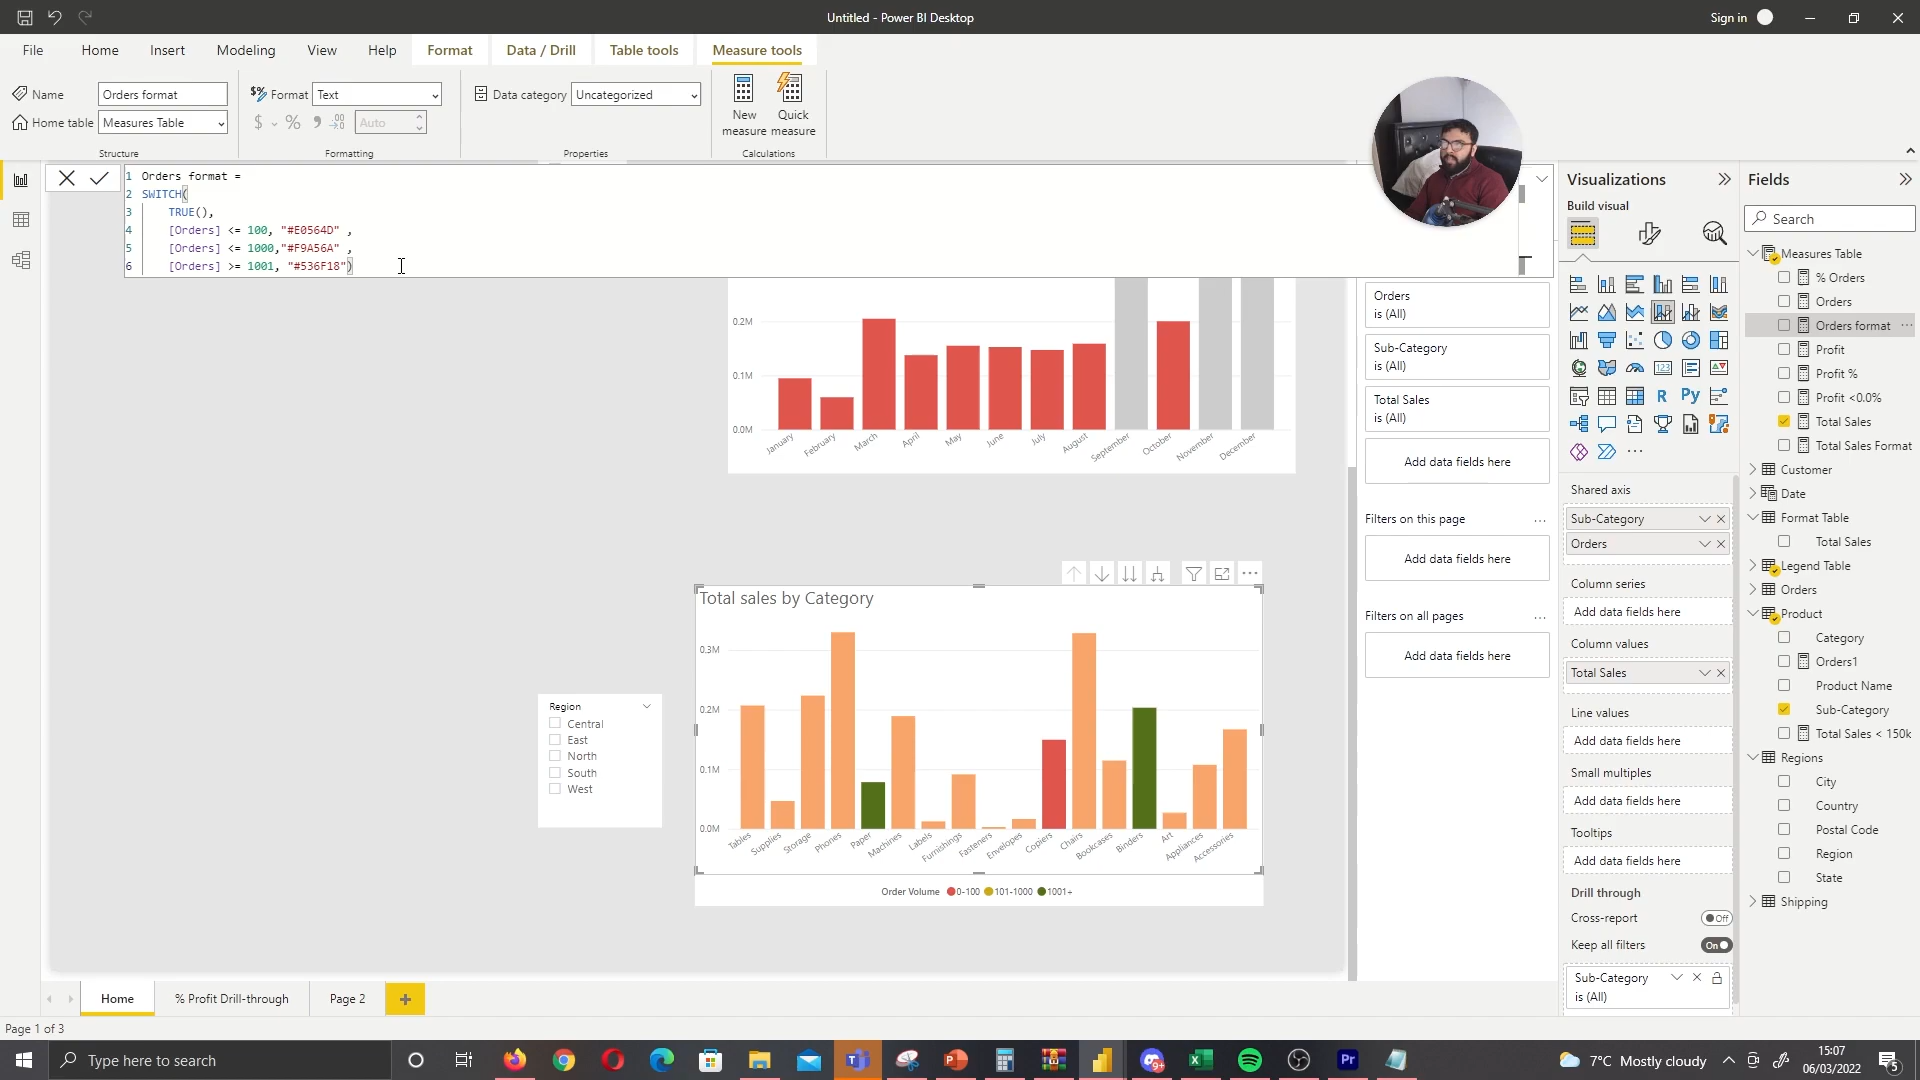 Untitled - Power BI Desktop
Sign in
File Home Insert Modeling View Help Format Data / Drill Table tools Measure tools
Name Orders format
Home table Measures Table
Structure
$% Format Text
$ % 9 .00 Auto
Formatting
Data category Uncategorized
Properties
New measure
Quick measure
Calculations
1 Orders format =
2 SWITCH(
3 TRUE(),
4 [Orders] <= 100, "#E0564D" ,
5 [Orders] <= 1000,"#F9A56A" ,
6 [Orders] >= 1001, "#536F18")
0.2M
0.1M
0.0M
January February March April May June July August September October November December
Region
Central
East
North
South
West
Total sales by Category
0.3M
0.2M
0.1M
0.0M
Tables Supplies Storage Phones Paper Machines Labels Furnishings Fasteners Envelopes Copiers Chairs Bookcases Binders Art Appliances Accessories
Order Volume 0-100 101-1000 1001+
Orders
is (All)
Sub-Category
is (All)
Total Sales
is (All)
Add data fields here
Filters on this page ...
Add data fields here
Filters on all pages ...
Add data fields here
Visualizations
Build visual
R Py
123
...
Shared axis
Sub-Category
Orders
Column series
Add data fields here
Column values
Total Sales
Line values
Add data fields here
Small multiples
Add data fields here
Tooltips
Add data fields here
Drill through
Cross-report Off
Keep all filters On
Sub-Category
is (All)
Fields
Search
Measures Table
% Orders
Orders
Orders format ...
Profit
Profit %
Profit <0.0%
Total Sales
Total Sales Format
Customer
Date
Format Table
Total Sales
Legend Table
Orders
Product
Category
Orders1
Product Name
Sub-Category
Total Sales < 150k
Regions
City
Country
Postal Code
Region
State
Shipping
Home % Profit Drill-through Page 2 +
Page 1 of 3
Type here to search
7°C Mostly cloudy
15:07
06/03/2022
5